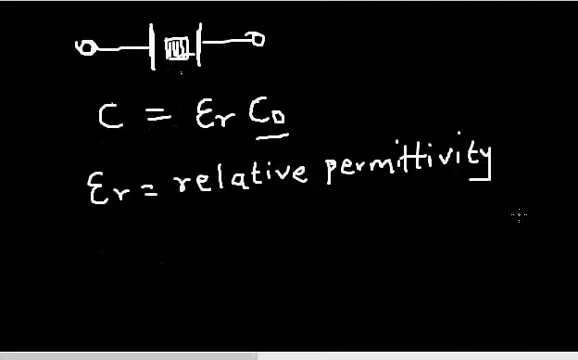 C = εr C0
εr = relative permittivity